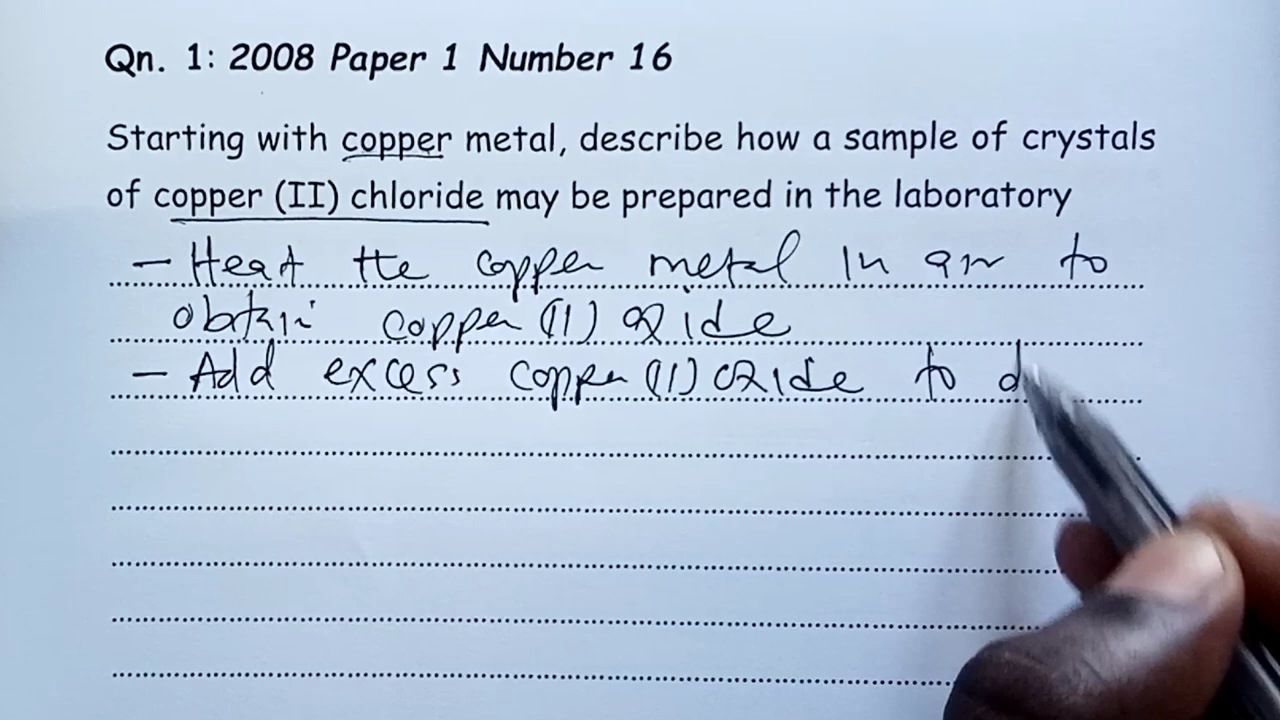 Qn. 1: 2008 Paper 1 Number 16
Starting with copper metal, describe how a sample of crystals
of copper (II) chloride may be prepared in the laboratory
- Heat the copper metal in air to
obtain copper (II) oxide
- Add excess copper (II) oxide to d